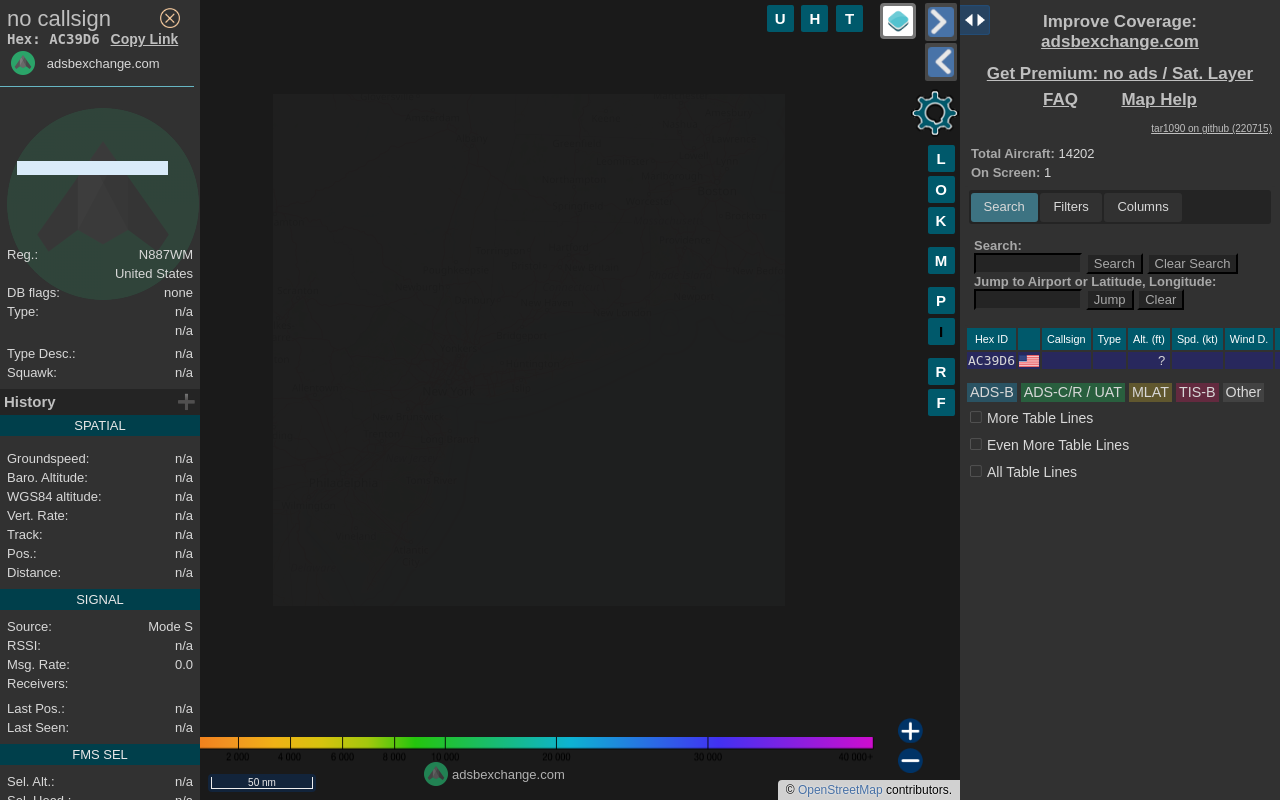 no callsign
Hex: AC39D6 Copy Link
adsbexchange.com
Reg.: N887WM
United States
DB flags: none
Type: n/a
n/a
Type Desc.: n/a
Squawk: n/a
History
SPATIAL
Groundspeed: n/a
Baro. Altitude: n/a
WGS84 altitude: n/a
Vert. Rate: n/a
Track: n/a
Pos.: n/a
Distance: n/a
SIGNAL
Source: Mode S
RSSI: n/a
Msg. Rate: 0.0
Receivers:
Last Pos.: n/a
Last Seen: n/a
FMS SEL
Sel. Alt.: n/a
Sel. Head.: n/a
U H T
L
O
K
M
P
I
R
F
2 000 4 000 6 000 8 000 10 000 20 000 30 000 40 000+
50 nm
adsbexchange.com
© OpenStreetMap contributors.
Improve Coverage:
adsbexchange.com
Get Premium: no ads / Sat. Layer
FAQ Map Help
tar1090 on github (220715)
Total Aircraft: 14202
On Screen: 1
Search Filters Columns
Search:
Search Clear Search
Jump to Airport or Latitude, Longitude:
Jump Clear
Hex ID Callsign Type Alt. (ft) Spd. (kt) Wind D.
AC39D6 ?
ADS-B ADS-C/R / UAT MLAT TIS-B Other
More Table Lines
Even More Table Lines
All Table Lines